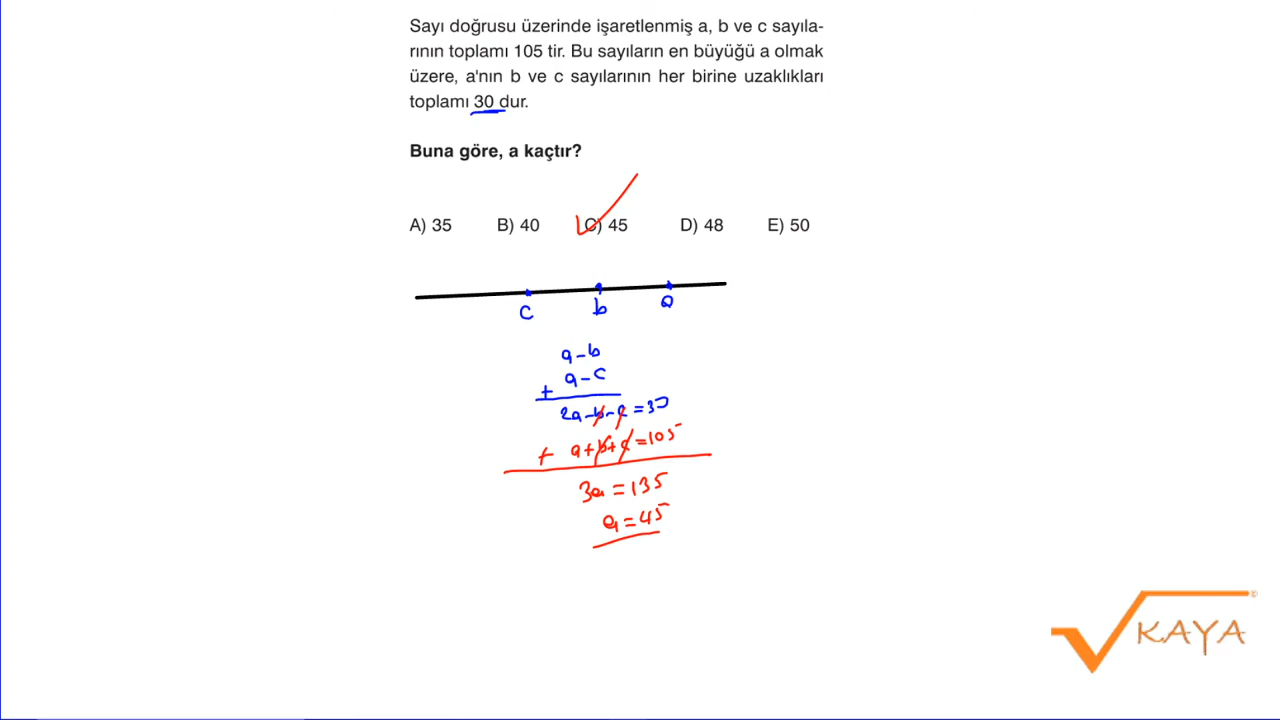 Sayı doğrusu üzerinde işaretlenmiş a, b ve c sayıla-
rının toplamı 105 tir. Bu sayıların en büyüğü a olmak
üzere, a'nın b ve c sayılarının her birine uzaklıkları
toplamı 30 dur.
Buna göre, a kaçtır?
A) 35 B) 40 C) 45 D) 48 E) 50
c b a
a-b
+ a-c
2a-b-c=30
+ a+b+c=105
3a=135
a=45
KAYA